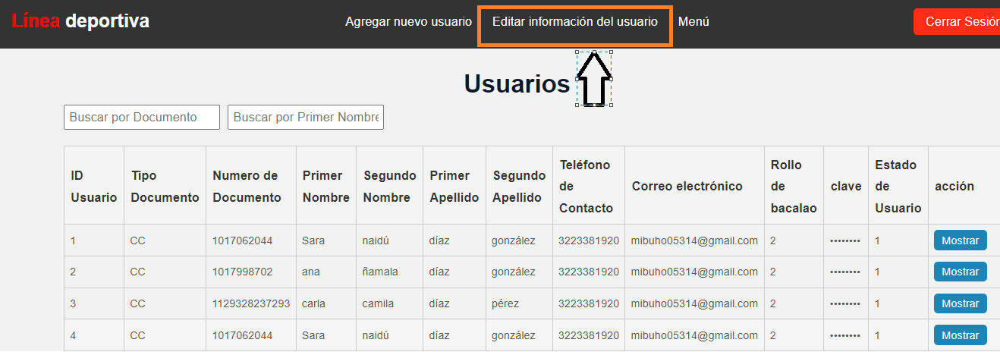 Línea deportiva Agregar nuevo usuario Editar información del usuario Menú Cerrar Sesión
Usuarios
Buscar por Documento Buscar por Primer Nombre
ID Usuario Tipo Documento Numero de Documento Primer Nombre Segundo Nombre Primer Apellido Segundo Apellido Teléfono de Contacto Correo electrónico Rollo de bacalao clave Estado de Usuario acción
1 CC 1017062044 Sara naidú díaz gonzález 3223381920 mibuho05314@gmail.com 2 •••••••• 1 Mostrar
2 CC 1017998702 ana ñamala díaz gonzález 3223381920 mibuho05314@gmail.com 2 •••••••• 1 Mostrar
3 CC 1129328237293 carla camila díaz pérez 3223381920 mibuho05314@gmail.com 2 •••••••• 1 Mostrar
4 CC 1017062044 Sara naidú díaz gonzález 3223381920 mibuho05314@gmail.com 2 •••••••• 1 Mostrar